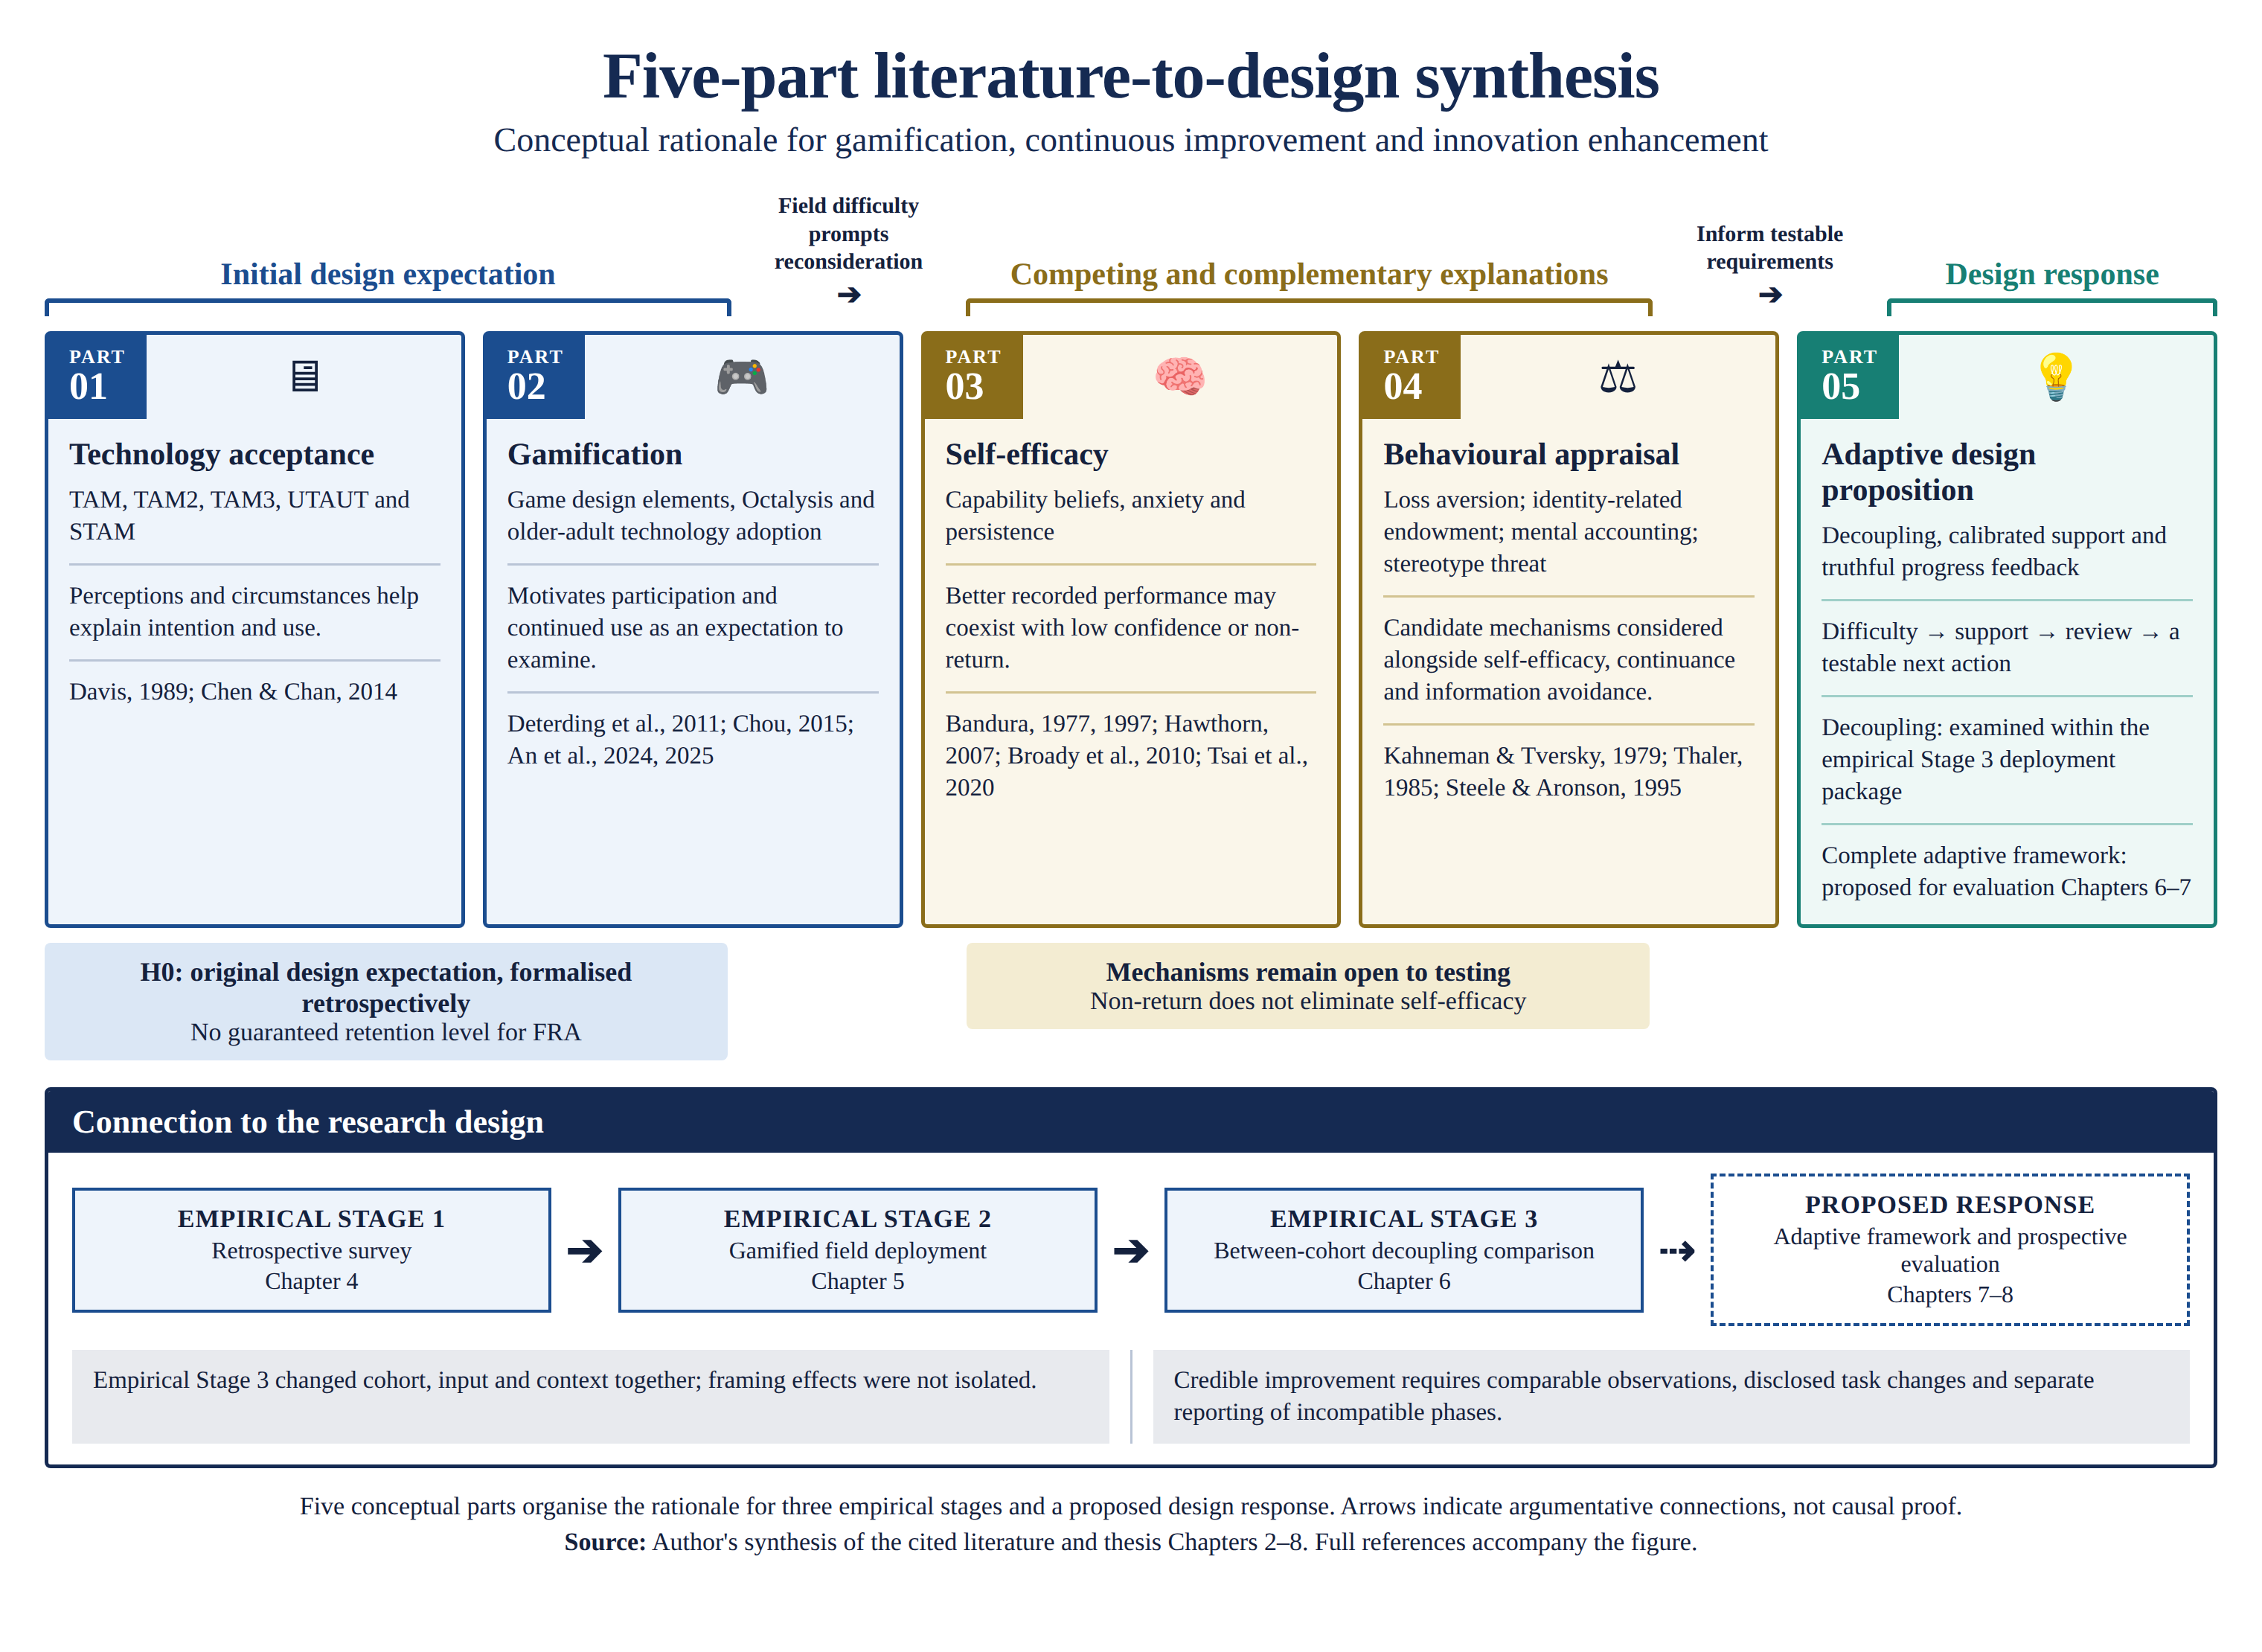 Five-part literature-to-design synthesis
Conceptual rationale for gamification, continuous improvement and innovation enhancement
Initial design expectation
Field difficulty
prompts
reconsideration
➔
Competing and complementary explanations
Inform testable
requirements
➔
Design response
PART
01
Technology acceptance
TAM, TAM2, TAM3, UTAUT and
STAM
Perceptions and circumstances help
explain intention and use.
Davis, 1989; Chen & Chan, 2014
PART
02
Gamification
Game design elements, Octalysis and
older-adult technology adoption
Motivates participation and
continued use as an expectation to
examine.
Deterding et al., 2011; Chou, 2015;
An et al., 2024, 2025
PART
03
Self-efficacy
Capability beliefs, anxiety and
persistence
Better recorded performance may
coexist with low confidence or non-
return.
Bandura, 1977, 1997; Hawthorn,
2007; Broady et al., 2010; Tsai et al.,
2020
PART
04
Behavioural appraisal
Loss aversion; identity-related
endowment; mental accounting;
stereotype threat
Candidate mechanisms considered
alongside self-efficacy, continuance
and information avoidance.
Kahneman & Tversky, 1979; Thaler,
1985; Steele & Aronson, 1995
PART
05
Adaptive design
proposition
Decoupling, calibrated support and
truthful progress feedback
Difficulty → support → review → a
testable next action
Decoupling: examined within the
empirical Stage 3 deployment
package
Complete adaptive framework:
proposed for evaluation Chapters 6–7
H0: original design expectation, formalised
retrospectively
No guaranteed retention level for FRA
Mechanisms remain open to testing
Non-return does not eliminate self-efficacy
Connection to the research design
EMPIRICAL STAGE 1
Retrospective survey
Chapter 4
➔
EMPIRICAL STAGE 2
Gamified field deployment
Chapter 5
➔
EMPIRICAL STAGE 3
Between-cohort decoupling comparison
Chapter 6
⇢
PROPOSED RESPONSE
Adaptive framework and prospective
evaluation
Chapters 7–8
Empirical Stage 3 changed cohort, input and context together; framing effects were not isolated.
Credible improvement requires comparable observations, disclosed task changes and separate
reporting of incompatible phases.
Five conceptual parts organise the rationale for three empirical stages and a proposed design response. Arrows indicate argumentative connections, not causal proof.
Source: Author's synthesis of the cited literature and thesis Chapters 2–8. Full references accompany the figure.